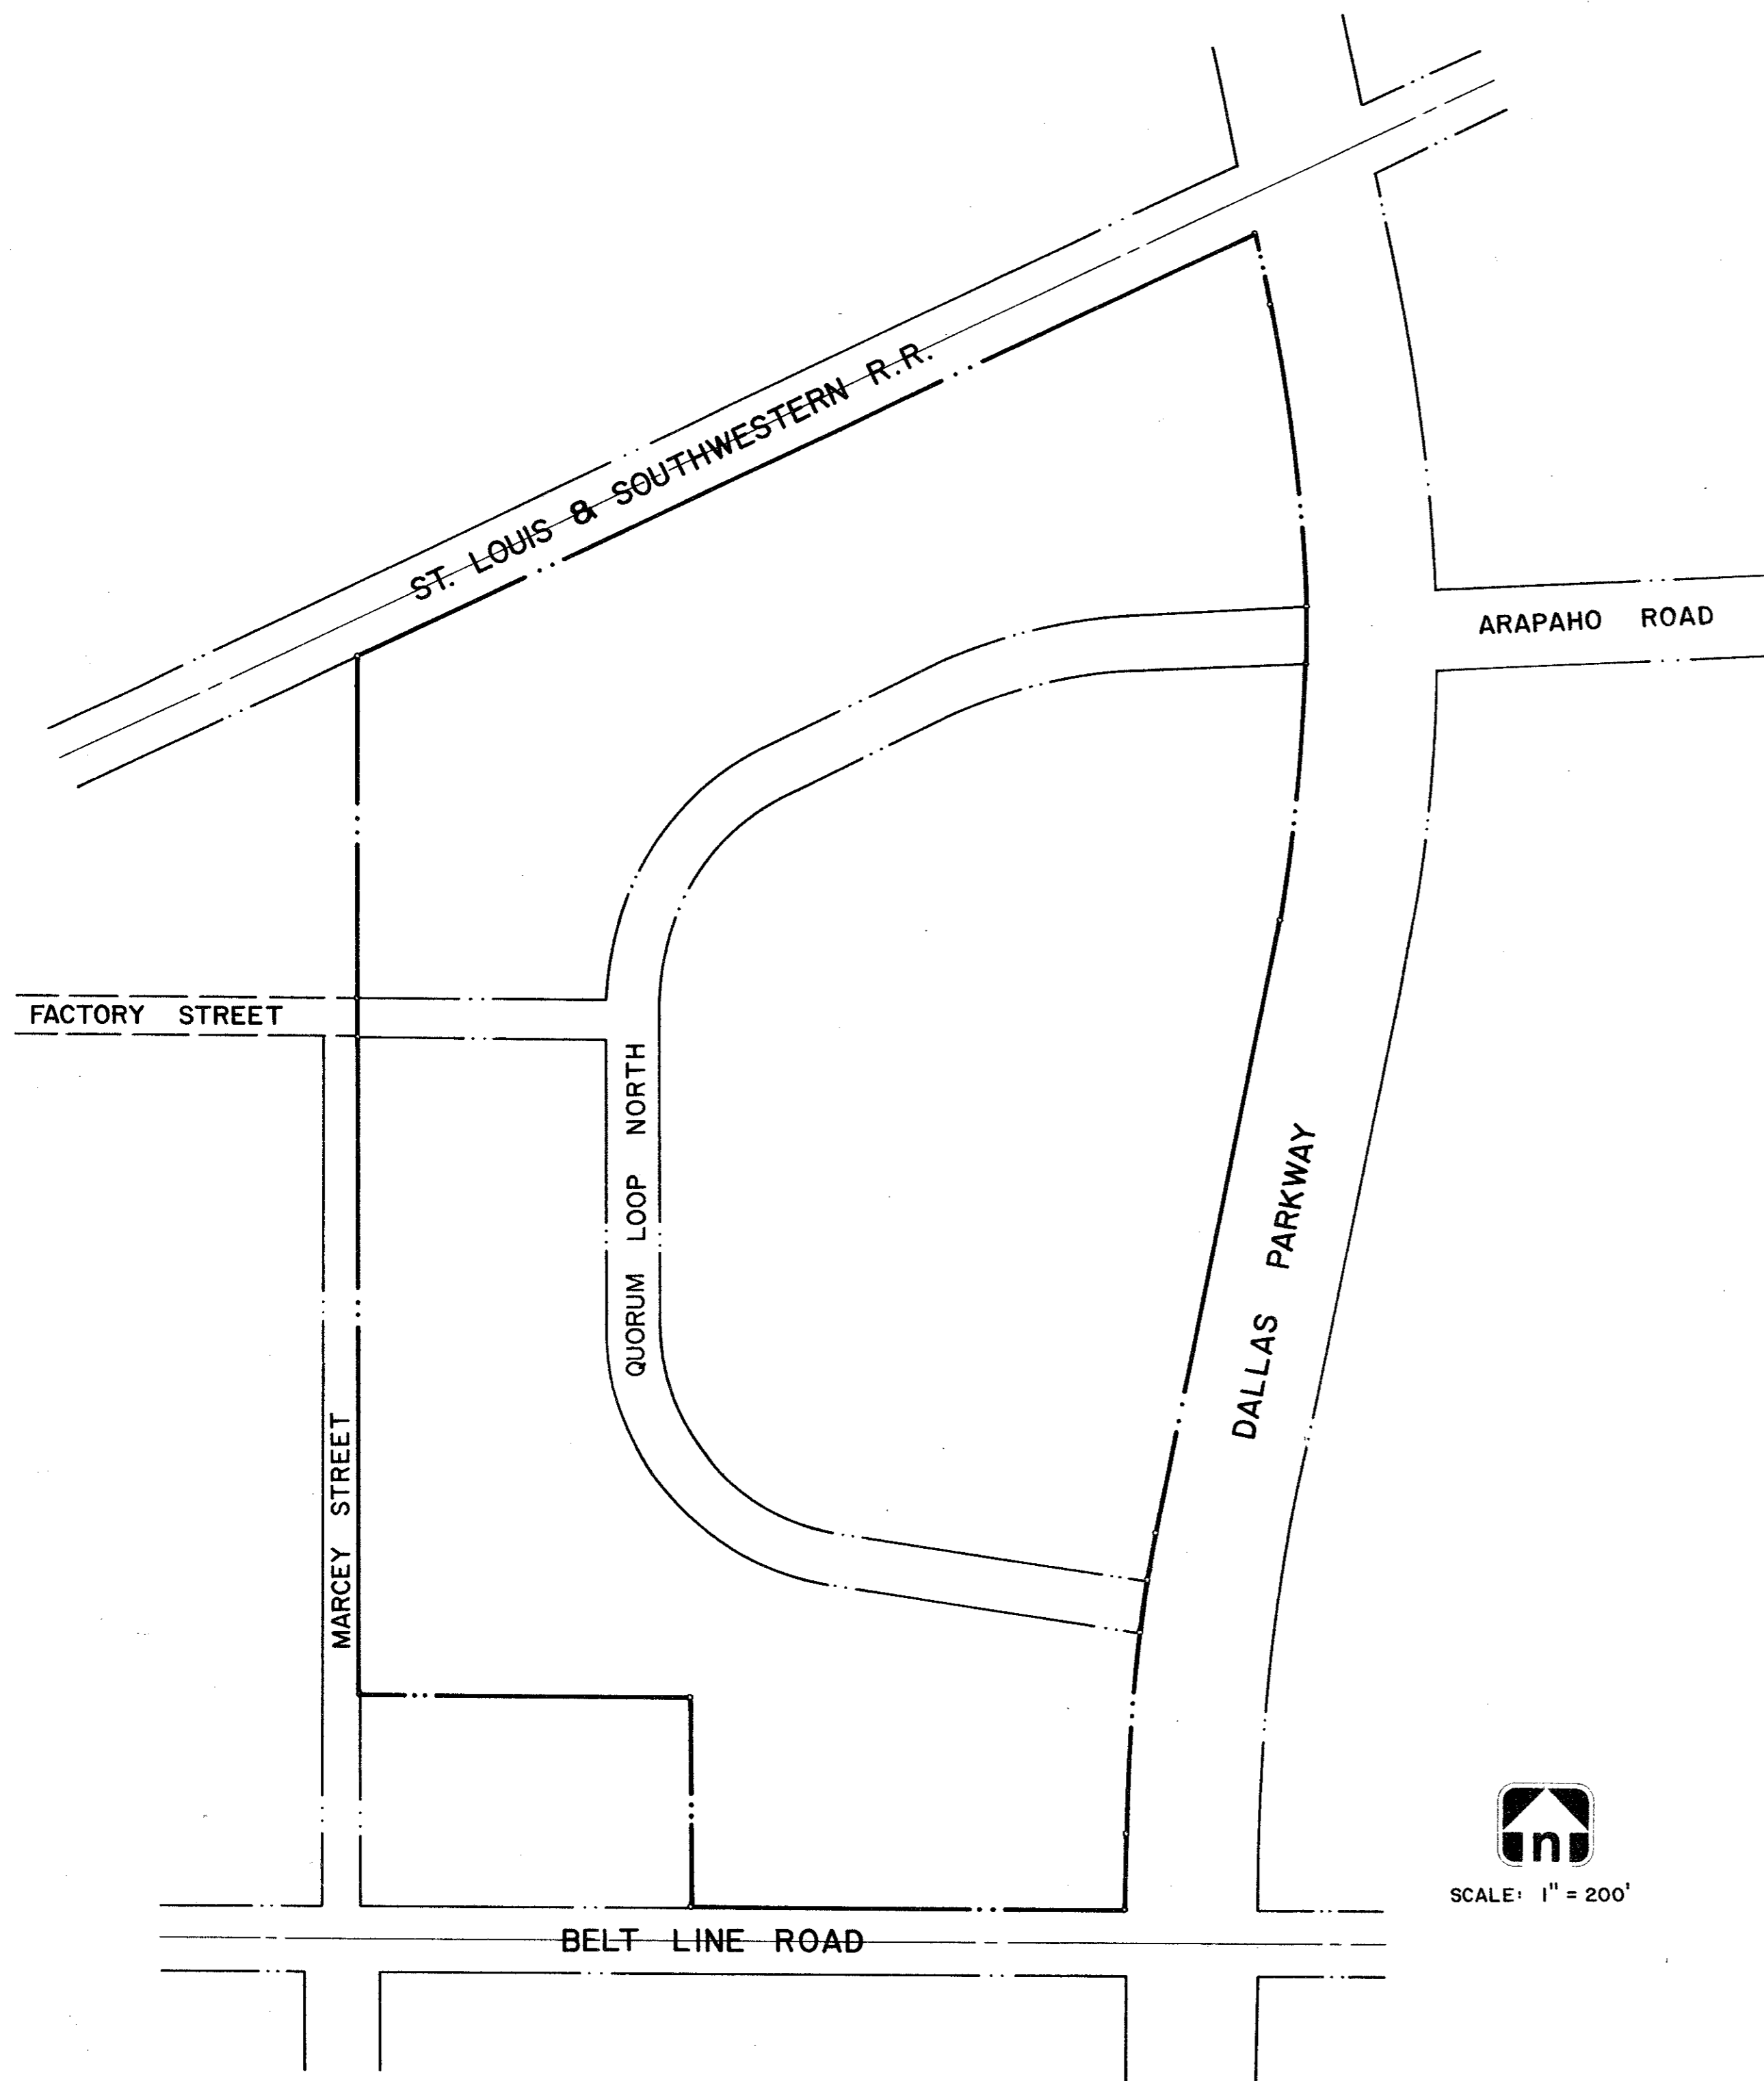 ST. LOUIS & SOUTHWESTERN R.R.
ARAPAHO ROAD
FACTORY STREET
QUORUM LOOP NORTH
DALLAS PARKWAY
MARCEY STREET
n
SCALE: 1" = 200'
BELT LINE ROAD